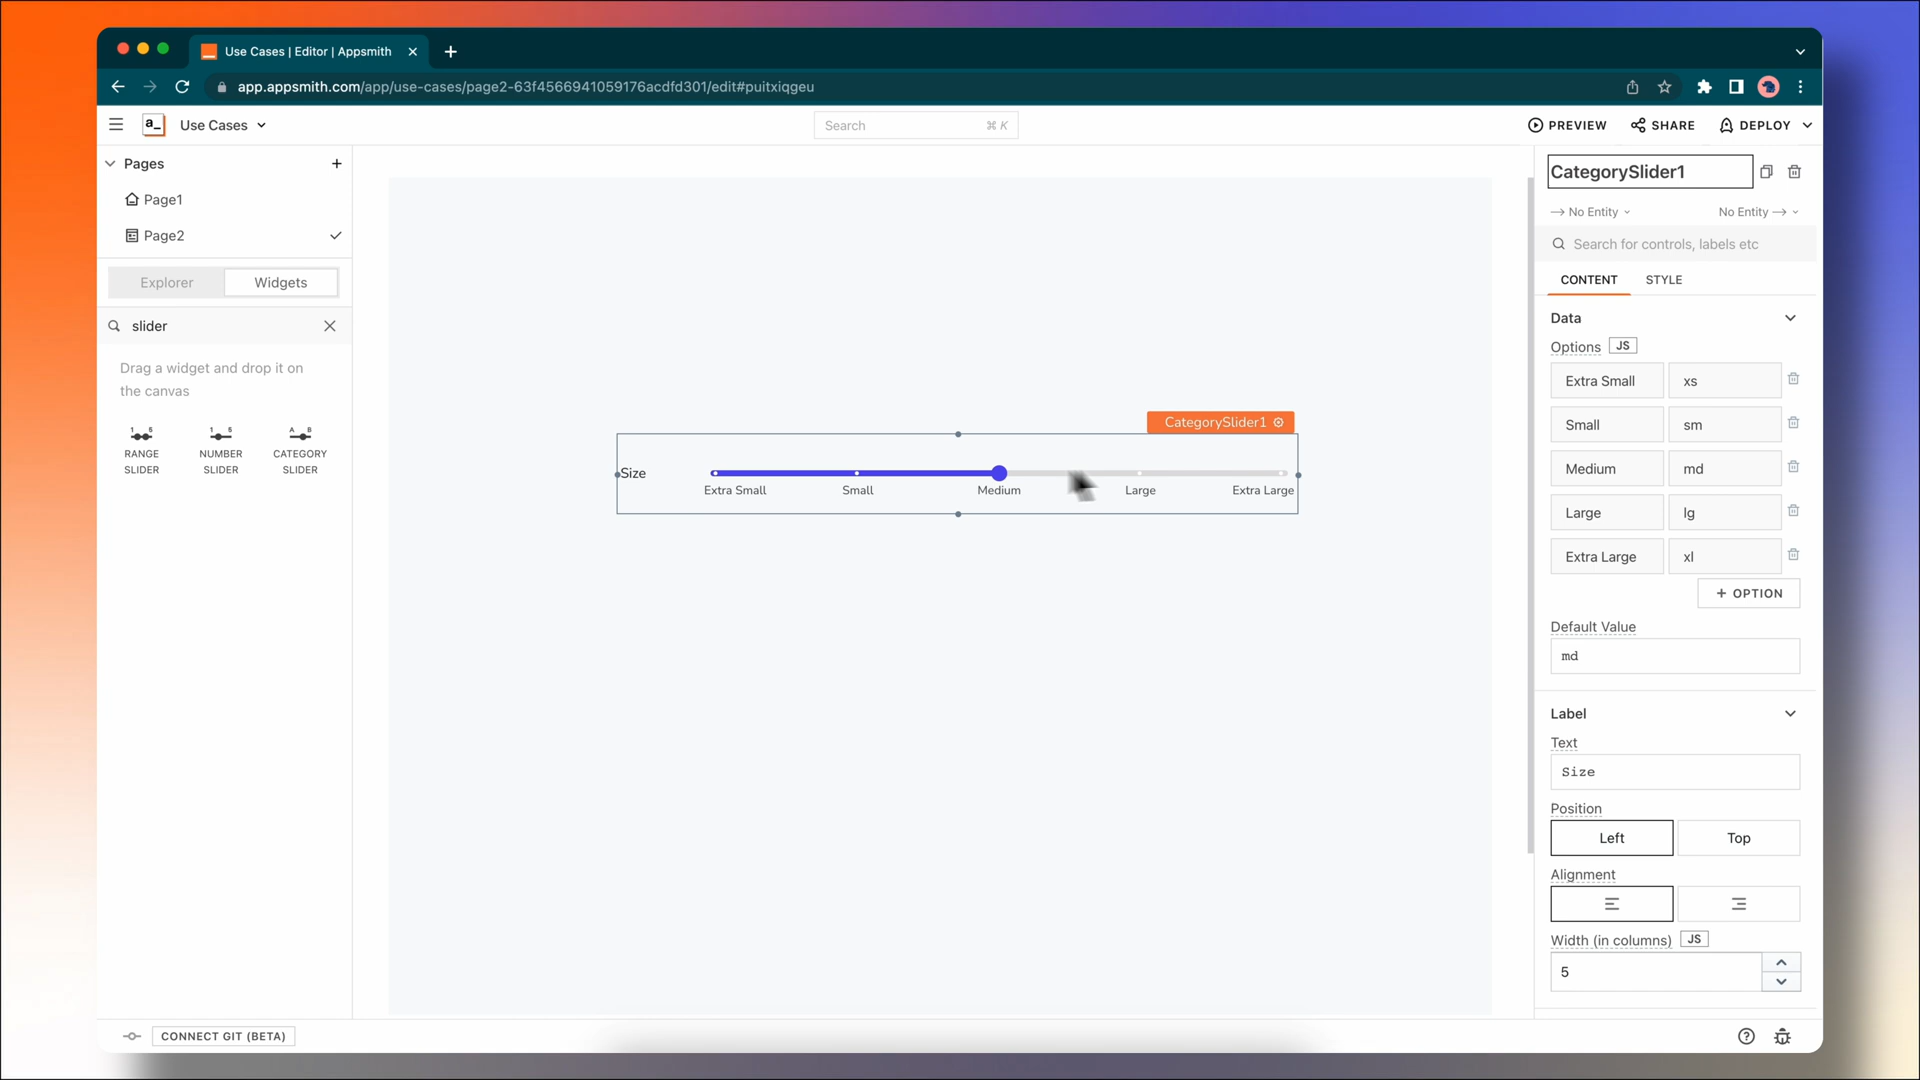 Use Cases | Editor | Appsmith
app.appsmith.com/app/use-cases/page2-63f4566941059176acdfd301/edit#puitxiqgeu
a_
Use Cases
Search ⌘ K
PREVIEW
SHARE
DEPLOY
Pages
Page1
Page2
Explorer
Widgets
slider
Drag a widget and drop it on
the canvas
1 5
RANGE
SLIDER
1 5
NUMBER
SLIDER
A B
CATEGORY
SLIDER
CategorySlider1
Size
Extra Small
Small
Medium
Large
Extra Large
CategorySlider1
No Entity
No Entity
Search for controls, labels etc
CONTENT
STYLE
Data
Options JS
Extra Small xs
Small sm
Medium md
Large lg
Extra Large xl
+ OPTION
Default Value
md
Label
Text
Size
Position
Left
Top
Alignment
Width (in columns) JS
5
CONNECT GIT (BETA)